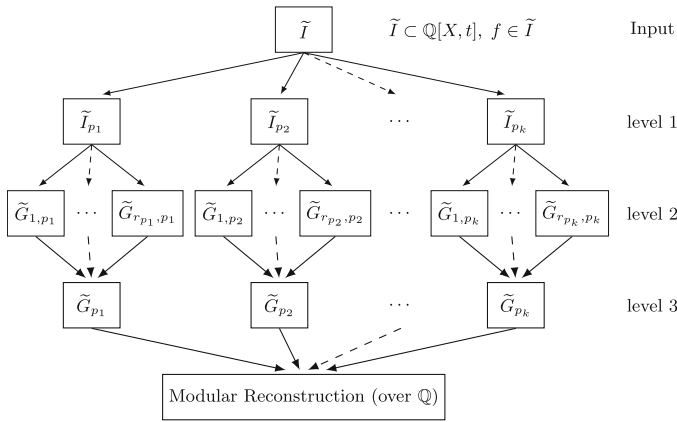 Ĩ Ĩ ⊂ ℚ[X, t], f ∈ Ĩ Input
Ĩ_{p_1} Ĩ_{p_2} ⋯ Ĩ_{p_k} level 1
G̃_{1,p_1} ⋯ G̃_{r_{p_1},p_1} G̃_{1,p_2} ⋯ G̃_{r_{p_2},p_2} ⋯ G̃_{1,p_k} ⋯ G̃_{r_{p_k},p_k} level 2
G̃_{p_1} G̃_{p_2} ⋯ G̃_{p_k} level 3
Modular Reconstruction (over ℚ)